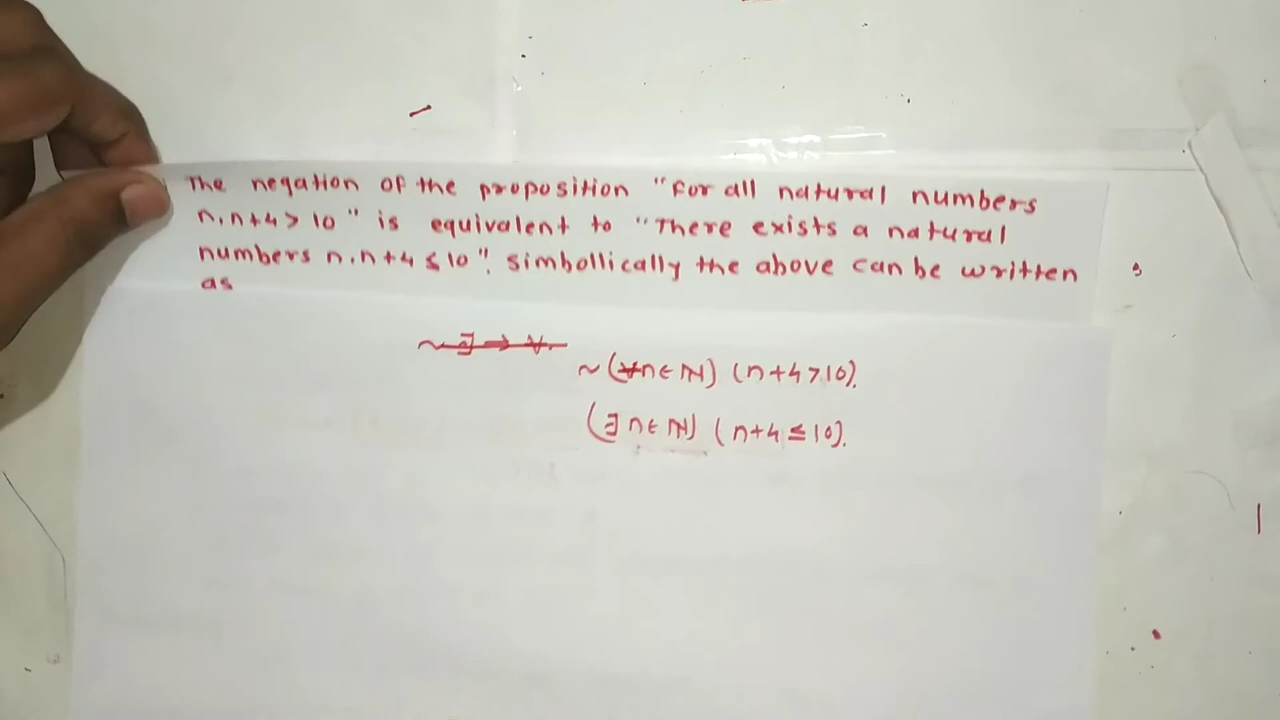 The negation of the proposition "For all natural numbers
n, n+4 > 10" is equivalent to "There exists a natural
numbers n, n+4 ≤ 10". simbollically the above can be written
as
~ ∃ → ∀.
~ (∀n ∈ N) (n+4 > 10).
(∃ n ∈ N) (n+4 ≤ 10).